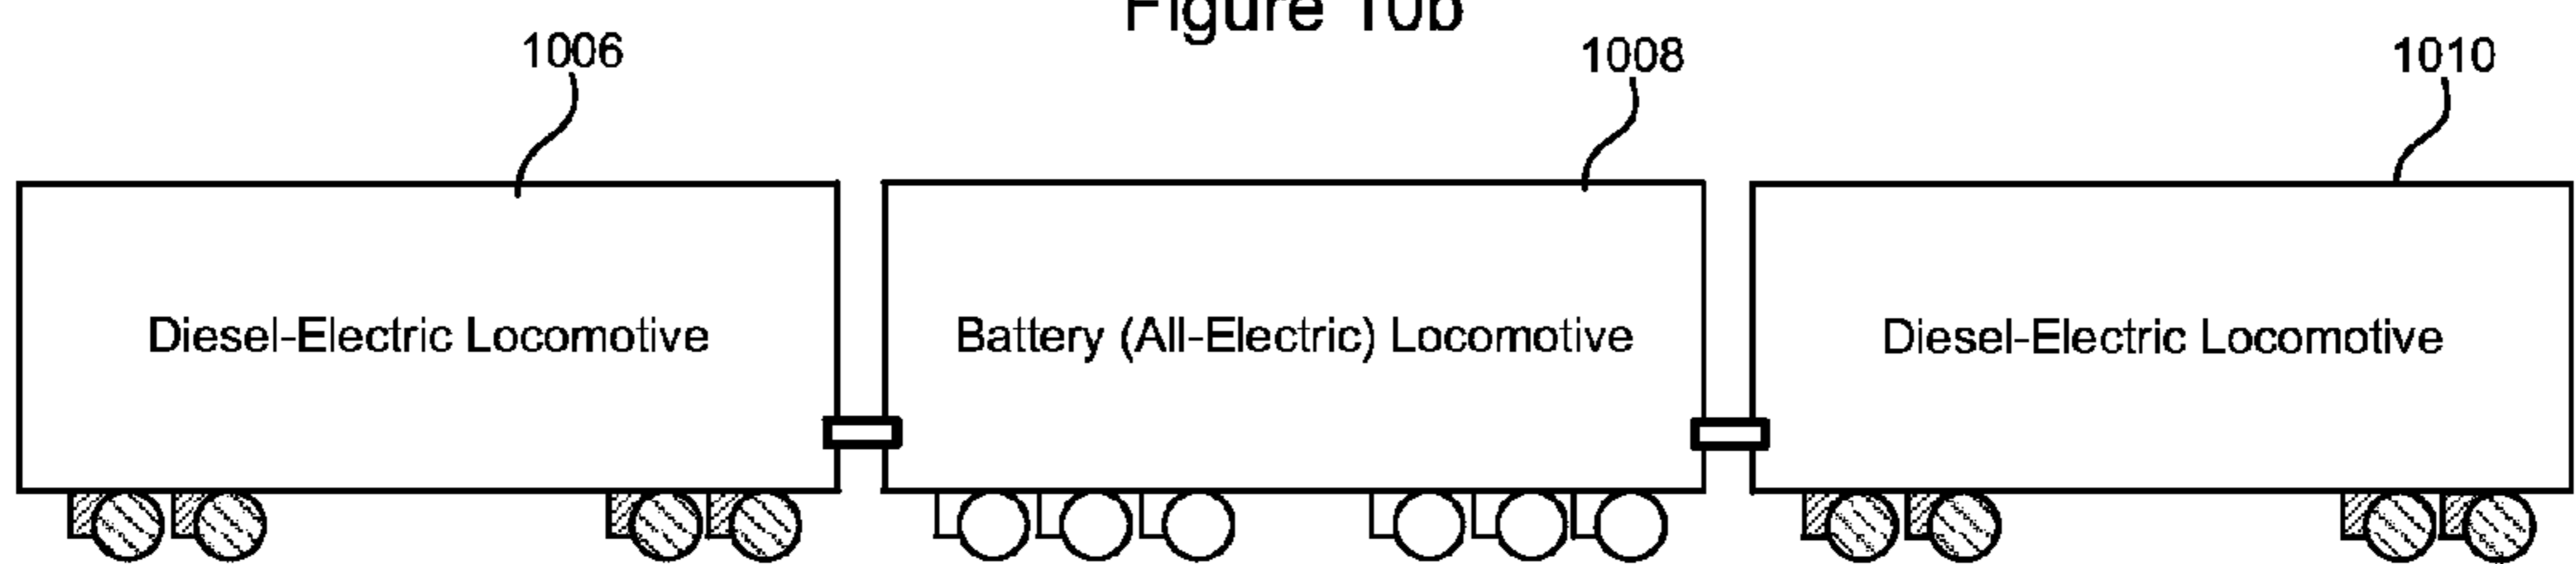 Figure 10b
1006
1008
1010
Diesel-Electric Locomotive
Battery (All-Electric) Locomotive
Diesel-Electric Locomotive